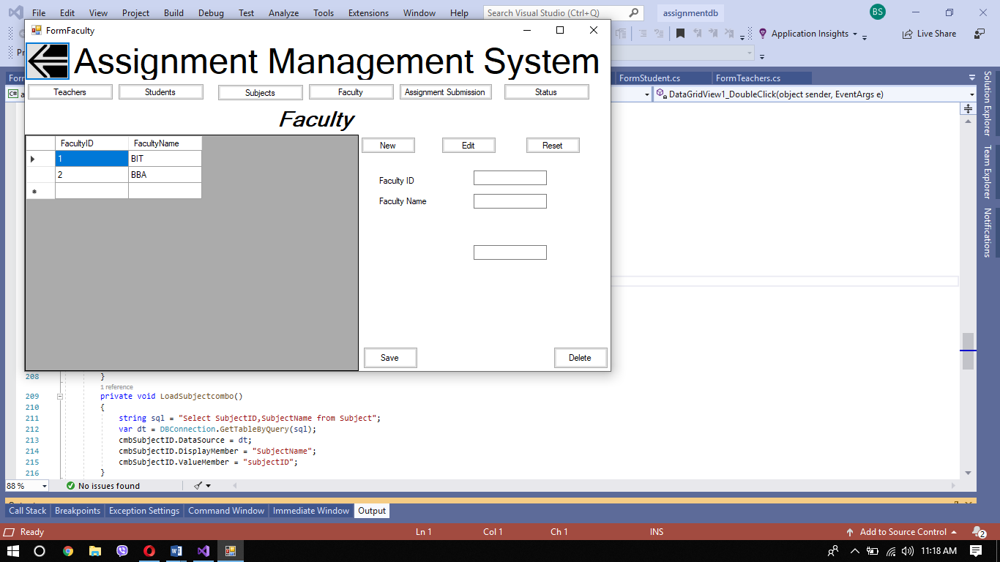 File Edit View Project Build Debug Test Analyze Tools Extensions Window Help Search Visual Studio (Ctrl+Q) assignmentdb BS
FormFaculty
Application Insights Live Share
Assignment Management System
FormStudent.cs FormTeachers.cs
Teachers Students Subjects Faculty Assignment Submission Status
C# DataGridView1_DoubleClick(object sender, EventArgs e)
Faculty
FacultyID FacultyName
1 BIT
2 BBA
*
New Edit Reset
Faculty ID
Faculty Name
Save Delete
Solution Explorer
Team Explorer
Notifications
208 }
1 reference
209 private void LoadSubjectcombo()
210 {
211 string sql = "Select SubjectID,SubjectName from Subject";
212 var dt = DBConnection.GetTableByQuery(sql);
213 cmbSubjectID.DataSource = dt;
214 cmbSubjectID.DisplayMember = "SubjectName";
215 cmbSubjectID.ValueMember = "subjectID";
216 }
88 % No issues found
Call Stack Breakpoints Exception Settings Command Window Immediate Window Output
Ready Ln 1 Col 1 Ch 1 INS Add to Source Control 2
11:18 AM